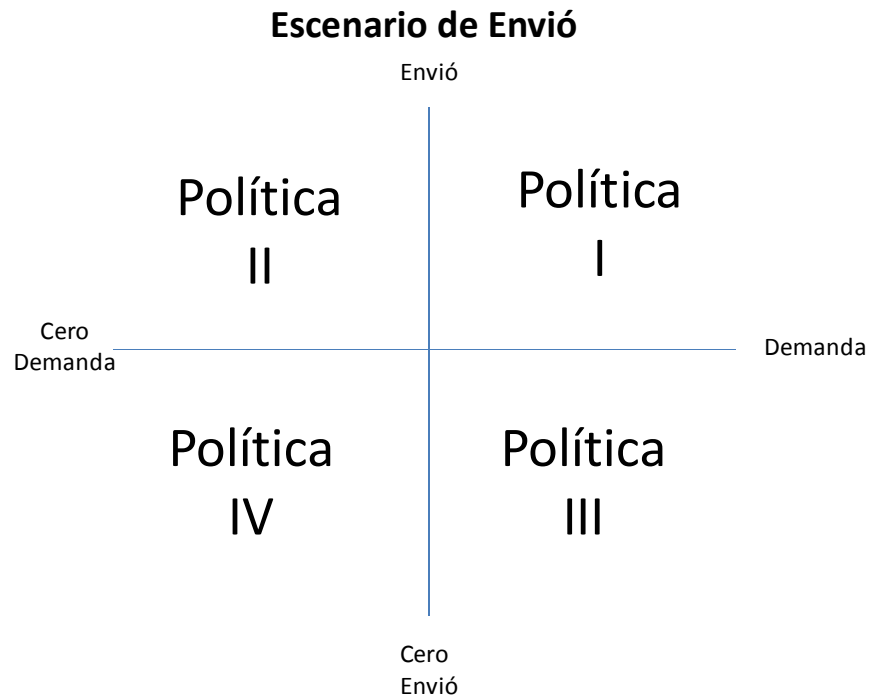 Escenario de Envió
Envió
Política
II
Política
I
Cero
Demanda
Demanda
Política
IV
Política
III
Cero
Envió